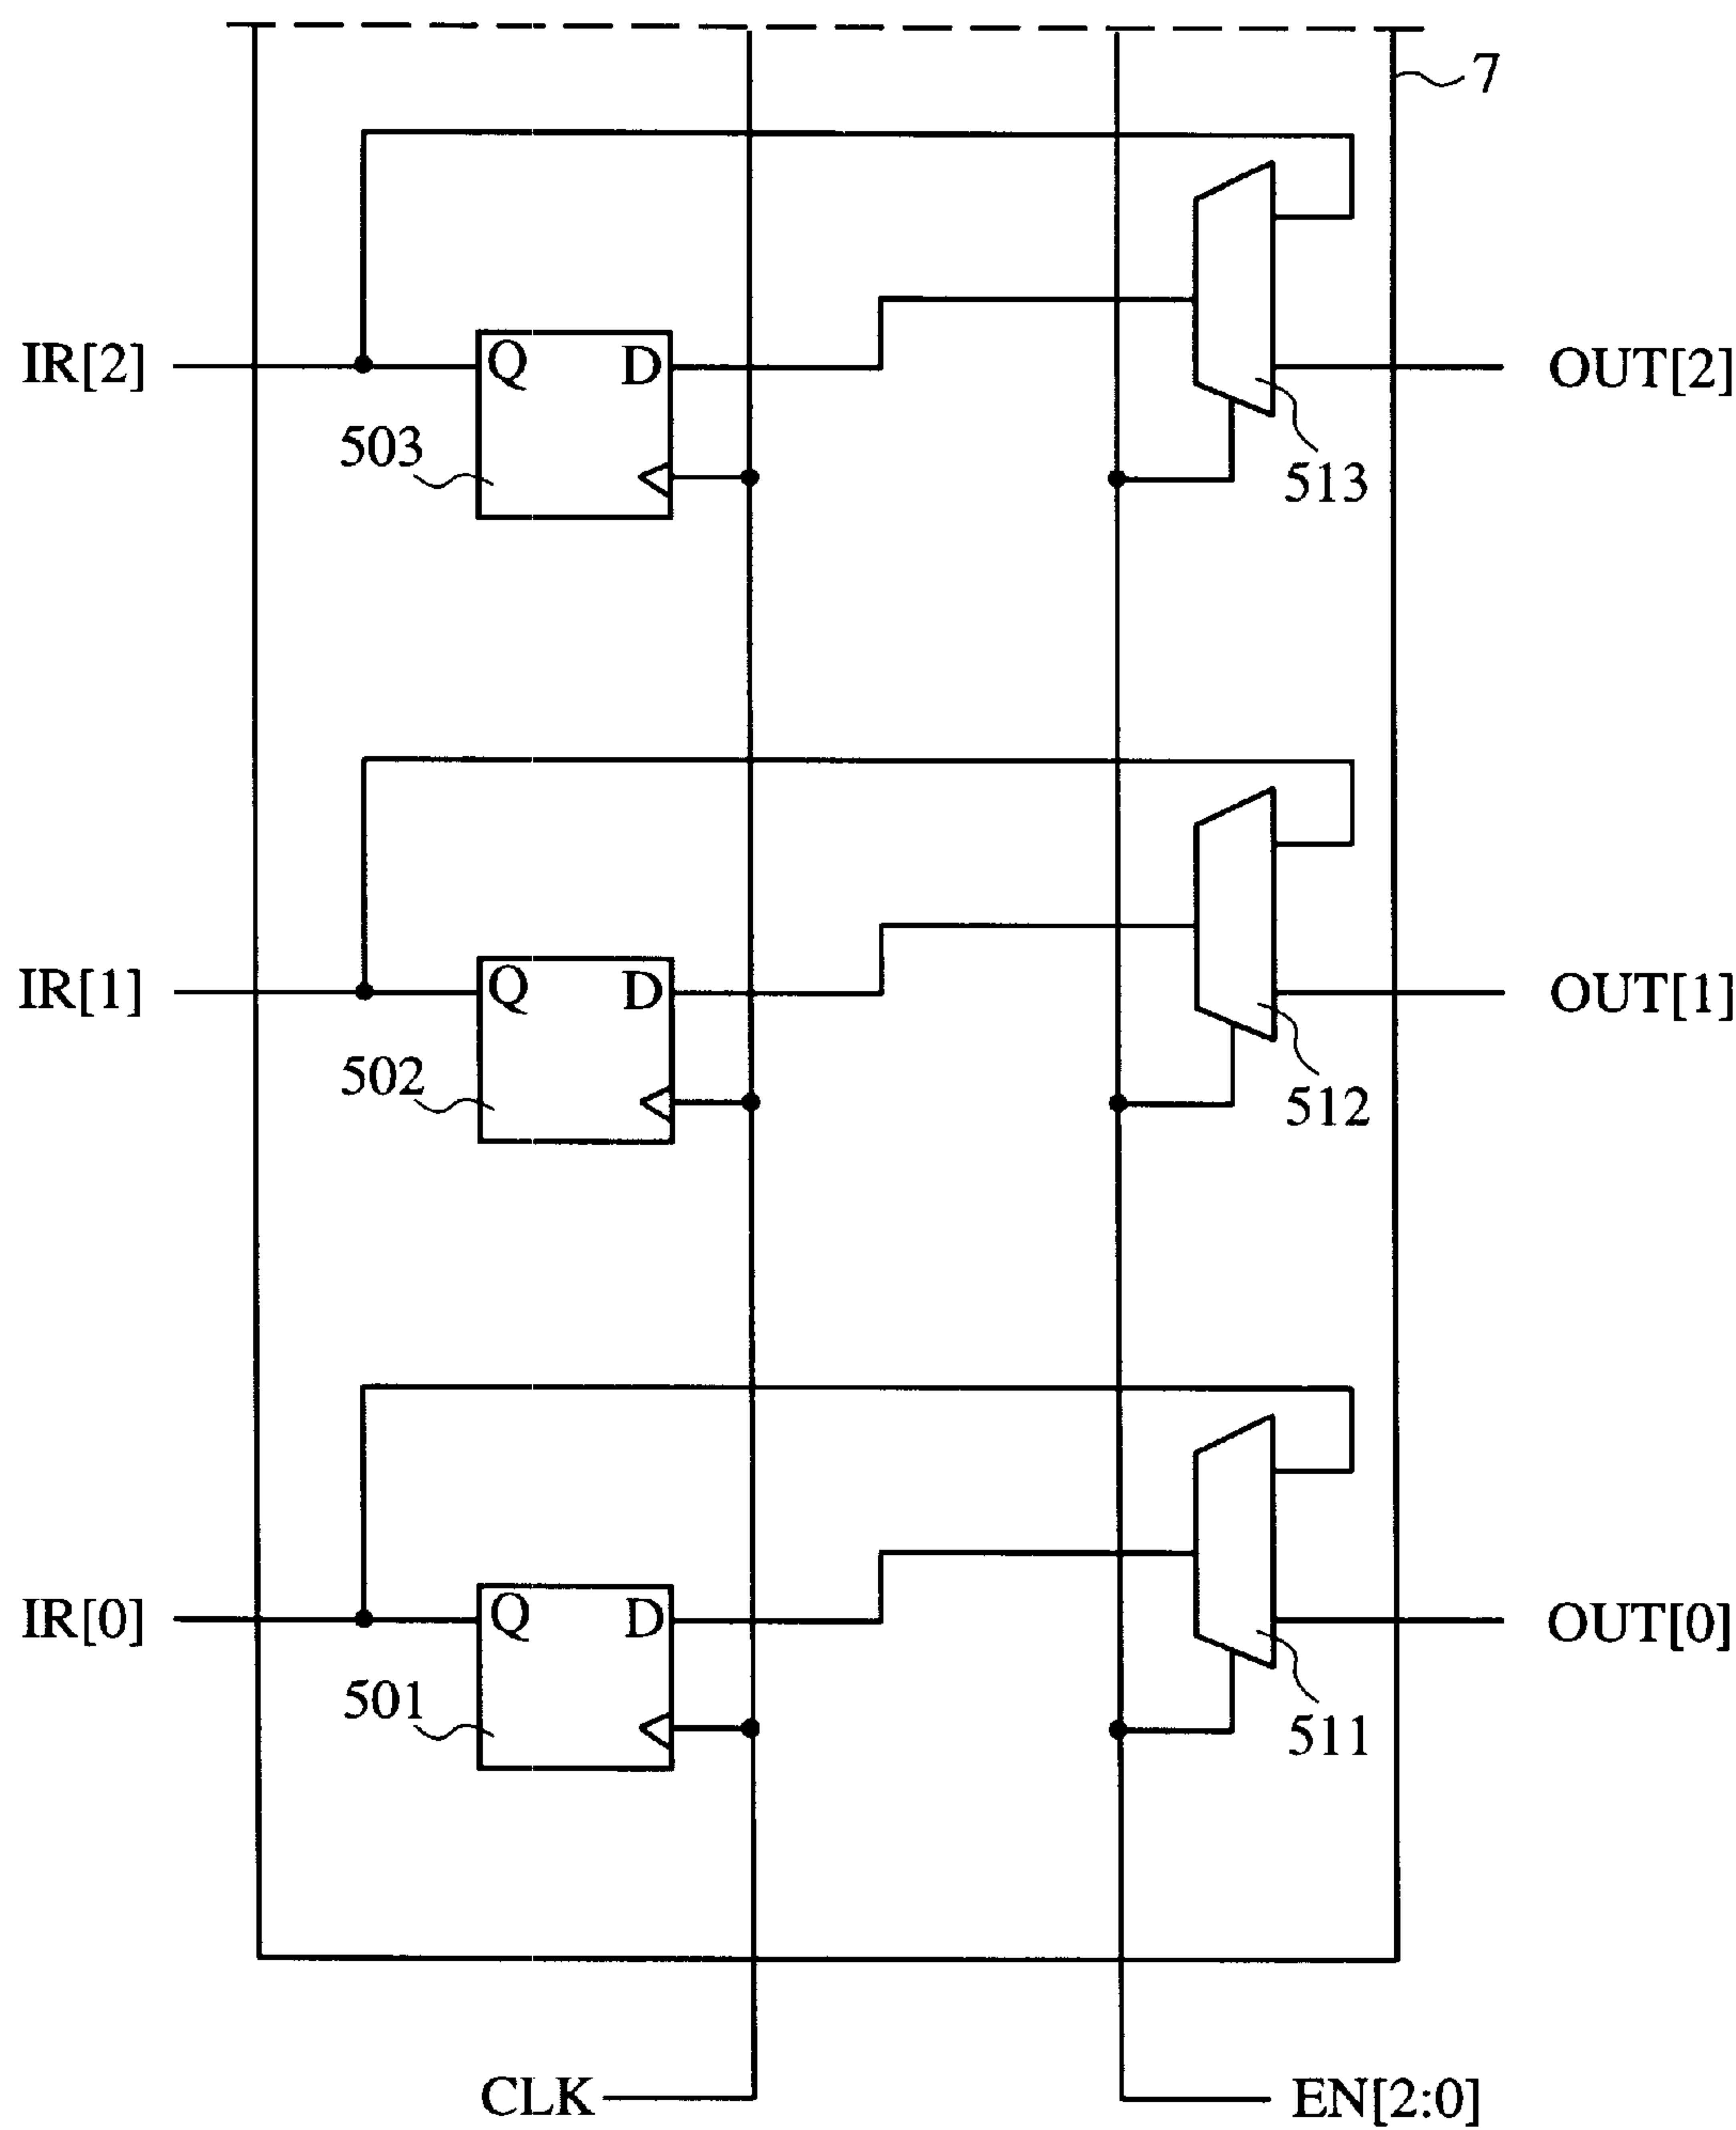 7
IR[2]
Q
D
OUT[2]
503
513
IR[1]
Q
D
OUT[1]
502
512
IR[0]
Q
D
OUT[0]
501
511
CLK
EN[2:0]